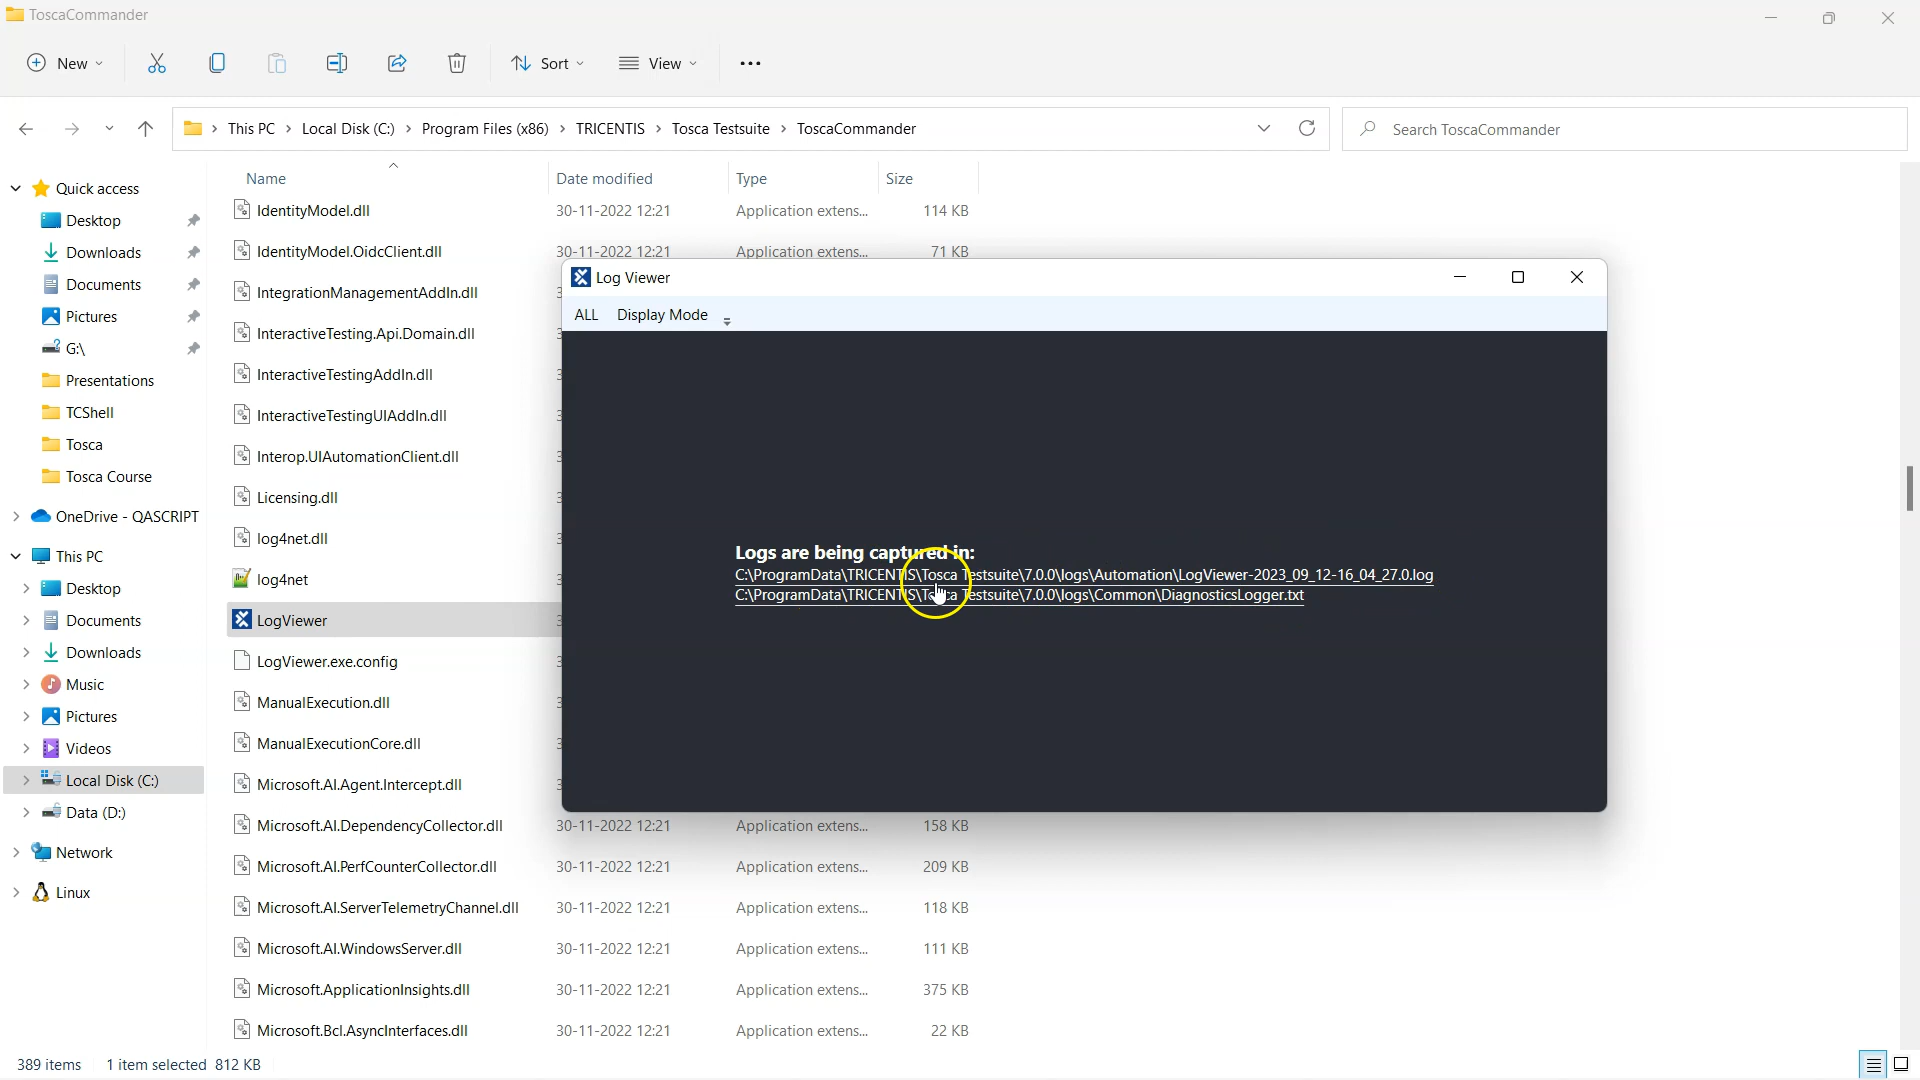 ToscaCommander
New
Sort
View
This PC > Local Disk (C:) > Program Files (x86) > TRICENTIS > Tosca Testsuite > ToscaCommander
Search ToscaCommander
Quick access
Desktop
Downloads
Documents
Pictures
G:\
Presentations
TCShell
Tosca
Tosca Course
OneDrive - QASCRIPT
This PC
Desktop
Documents
Downloads
Music
Pictures
Videos
Local Disk (C:)
Data (D:)
Network
Linux
Name Date modified Type Size
IdentityModel.dll 30-11-2022 12:21 Application extens... 114 KB
IdentityModel.OidcClient.dll 30-11-2022 12:21 Application extens... 71 KB
IntegrationManagementAddIn.dll
InteractiveTesting.Api.Domain.dll
InteractiveTestingAddIn.dll
InteractiveTestingUIAddIn.dll
Interop.UIAutomationClient.dll
Licensing.dll
log4net.dll
log4net
LogViewer
LogViewer.exe.config
ManualExecution.dll
ManualExecutionCore.dll
Microsoft.AI.Agent.Intercept.dll
Microsoft.AI.DependencyCollector.dll 30-11-2022 12:21 Application extens... 158 KB
Microsoft.AI.PerfCounterCollector.dll 30-11-2022 12:21 Application extens... 209 KB
Microsoft.AI.ServerTelemetryChannel.dll 30-11-2022 12:21 Application extens... 118 KB
Microsoft.AI.WindowsServer.dll 30-11-2022 12:21 Application extens... 111 KB
Microsoft.ApplicationInsights.dll 30-11-2022 12:21 Application extens... 375 KB
Microsoft.Bcl.AsyncInterfaces.dll 30-11-2022 12:21 Application extens... 22 KB
Log Viewer
ALL Display Mode
Logs are being captured in:
C:\ProgramData\TRICENTIS\Tosca Testsuite\7.0.0\logs\Automation\LogViewer-2023_09_12-16_04_27.0.log
C:\ProgramData\TRICENTIS\Tosca Testsuite\7.0.0\logs\Common\DiagnosticsLogger.txt
389 items 1 item selected 812 KB